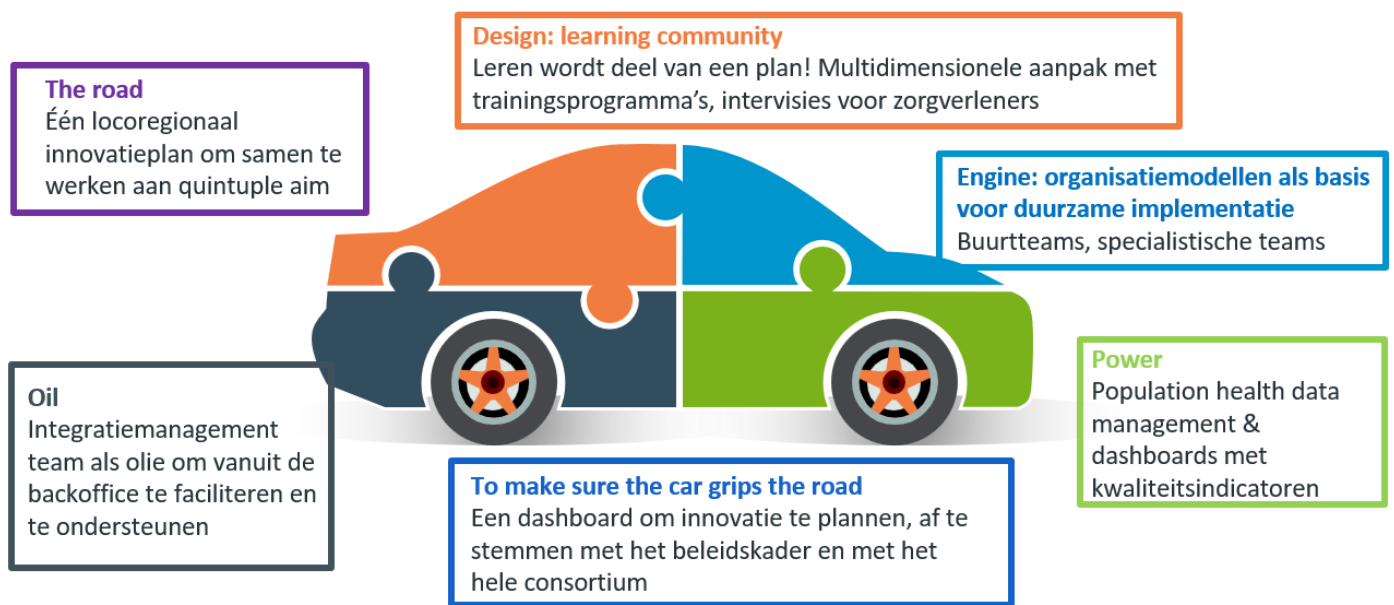 Design: learning community
Leren wordt deel van een plan! Multidimensionele aanpak met
trainingsprogramma’s, intervisies voor zorgverleners
The road
Één locoregionaal
innovatieplan om samen te
werken aan quintuple aim
Engine: organisatiemodellen als basis
voor duurzame implementatie
Buurtteams, specialistische teams
Oil
Integratiemanagement
team als olie om vanuit de
backoffice te faciliteren en
te ondersteunen
Power
Population health data
management &
dashboards met
kwaliteitsindicatoren
To make sure the car grips the road
Een dashboard om innovatie te plannen, af te
stemmen met het beleidskader en met het
hele consortium